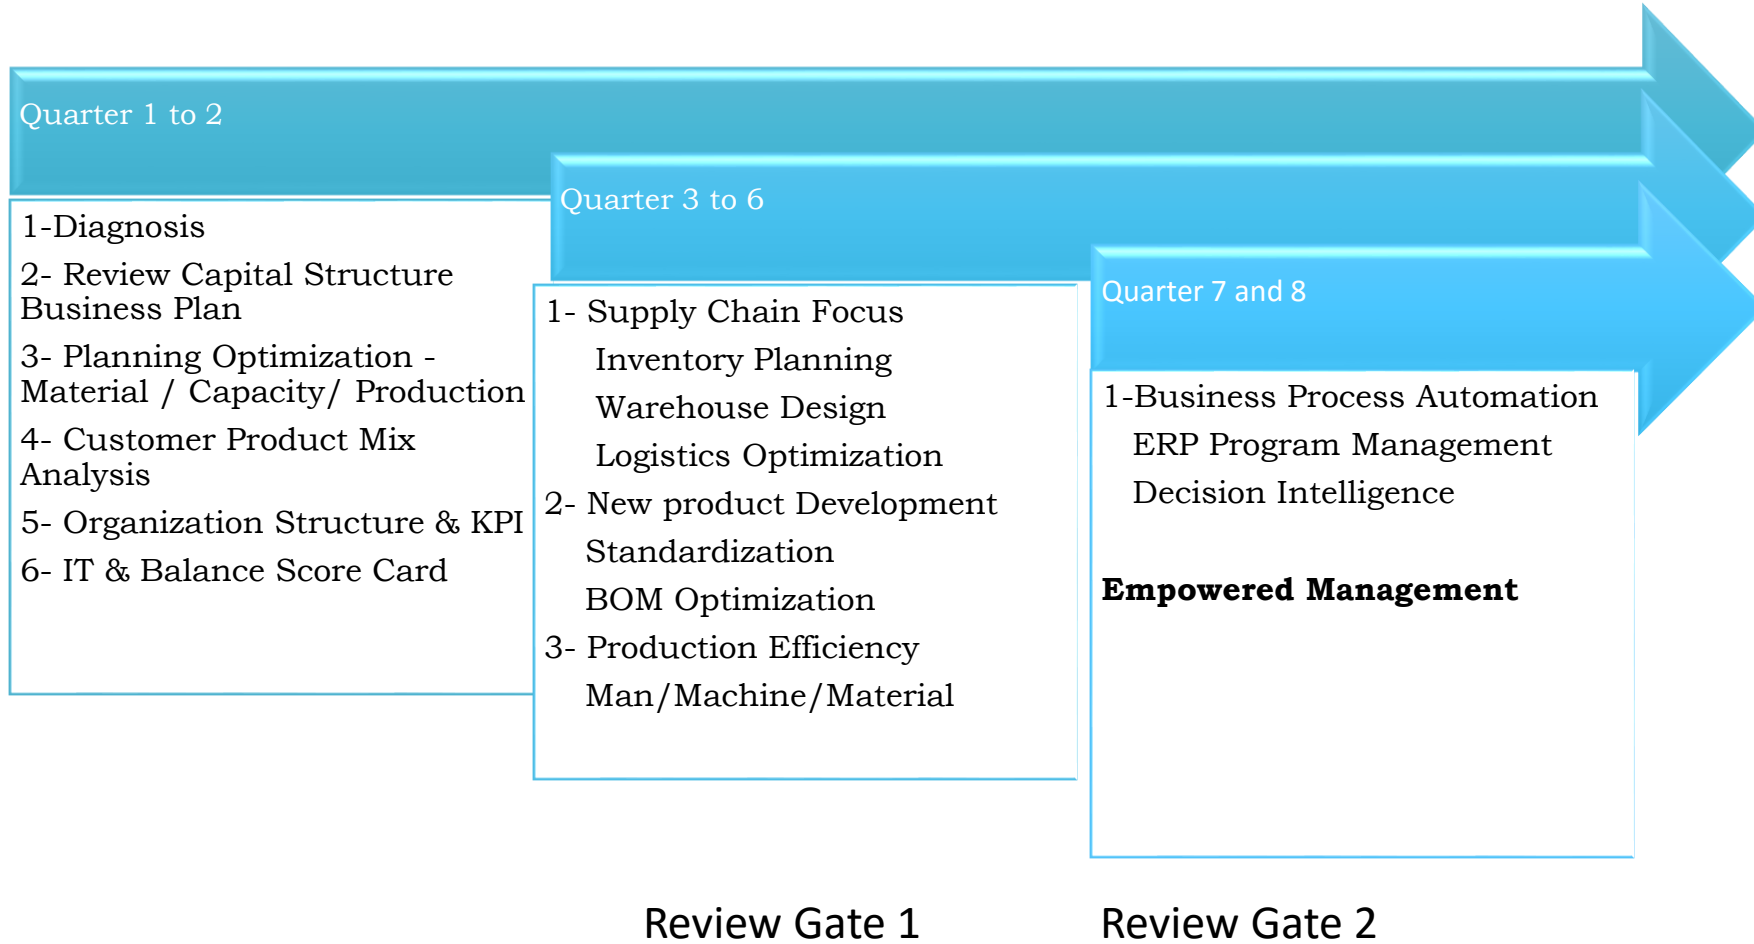 Quarter 1 to 2
1-Diagnosis
2- Review Capital Structure
Business Plan
3- Planning Optimization -
Material / Capacity/ Production
4- Customer Product Mix
Analysis
5- Organization Structure & KPI
6- IT & Balance Score Card
Quarter 3 to 6
1- Supply Chain Focus
Inventory Planning
Warehouse Design
Logistics Optimization
2- New product Development
Standardization
BOM Optimization
3- Production Efficiency
Man/Machine/Material
Quarter 7 and 8
1-Business Process Automation
ERP Program Management
Decision Intelligence
Empowered Management
Review Gate 1
Review Gate 2